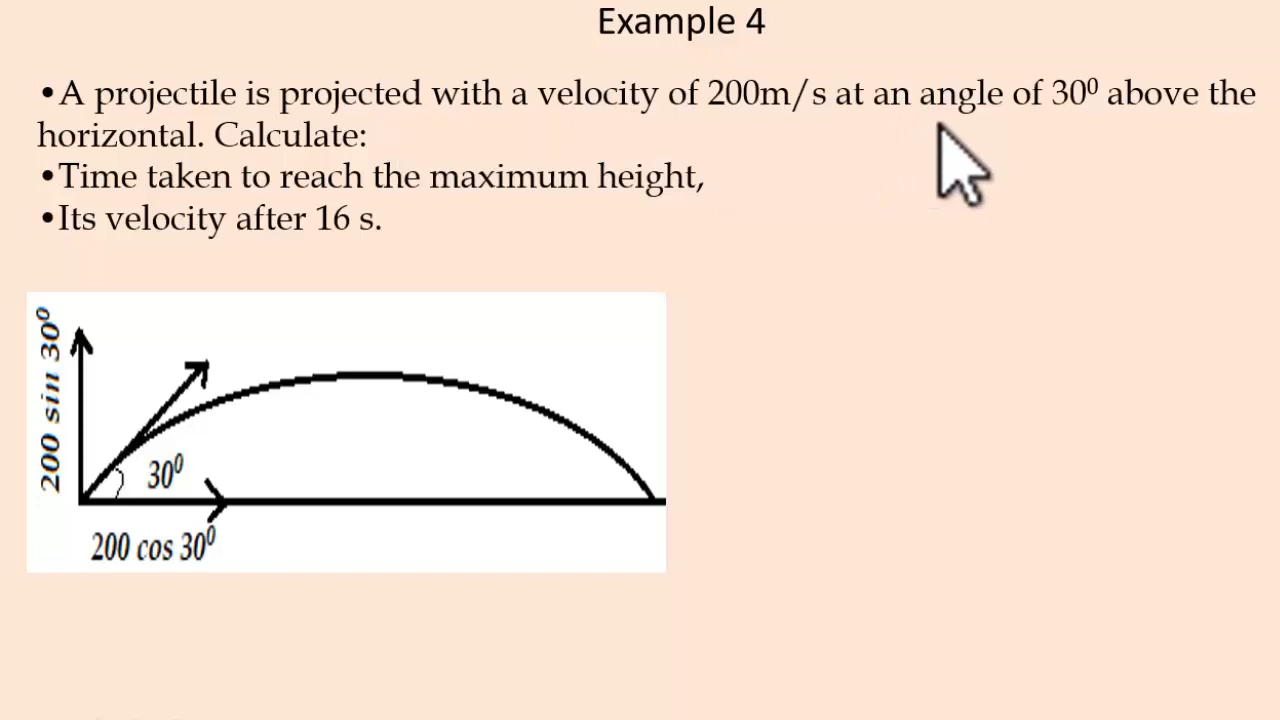 Example 4
•A projectile is projected with a velocity of 200m/s at an angle of 30⁰ above the
horizontal. Calculate:
•Time taken to reach the maximum height,
•Its velocity after 16 s.
200 sin 30⁰
30⁰
200 cos 30⁰